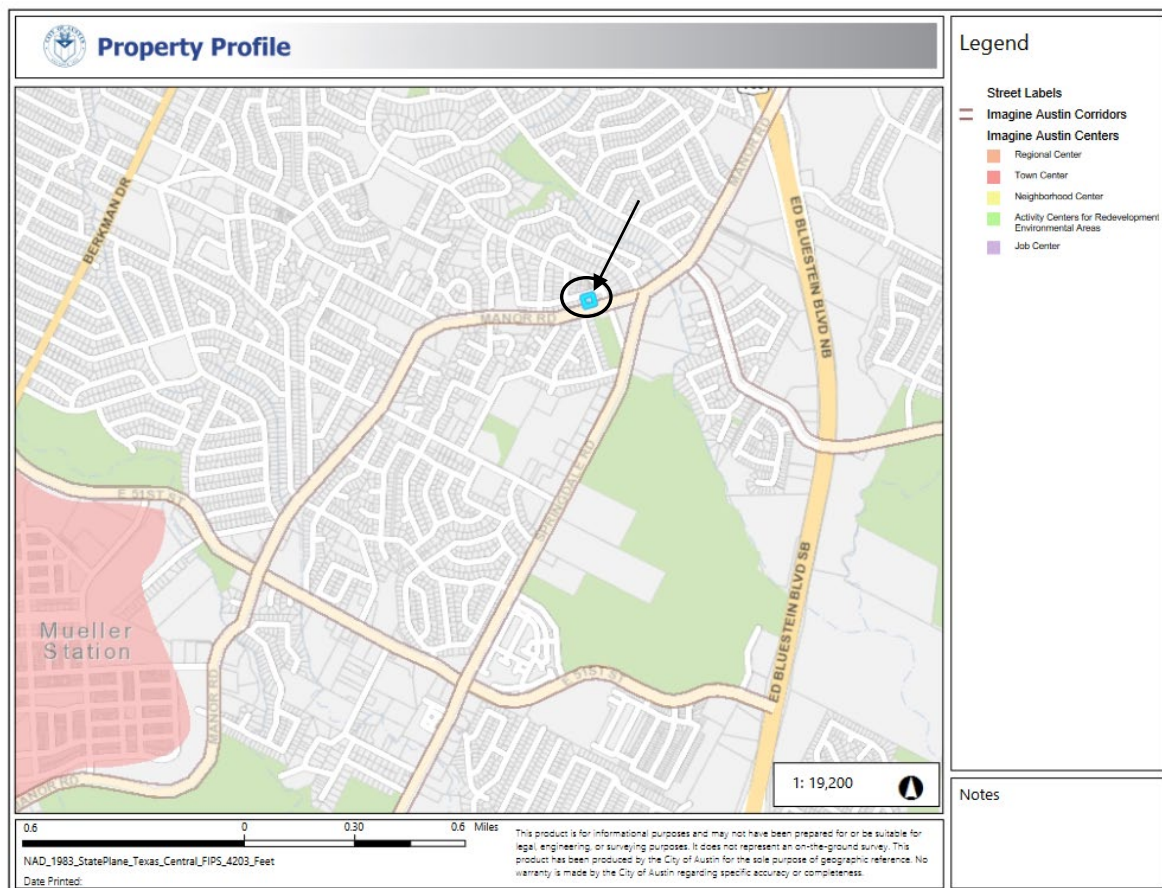 Property Profile
Legend
Street Labels
Imagine Austin Corridors
Imagine Austin Centers
Regional Center
Town Center
Neighborhood Center
Activity Centers for Redevelopment
Environmental Areas
Job Center
MANOR RD
BERKMAN DR
ED BLUESTEIN BLVD NB
MANOR RD
SPRINGDALE RD
E 51ST ST
Mueller
Station
ED BLUESTEIN BLVD SB
E 51ST ST
MANOR RD
MANOR RD
1: 19,200
Notes
0.6
0
0.30
0.6
Miles
NAD_1983_StatePlane_Texas_Central_FIPS_4203_Feet
Date Printed:
This product is for informational purposes and may not have been prepared for or be suitable for
legal, engineering, or surveying purposes. It does not represent an on-the-ground survey. This
product has been produced by the City of Austin for the sole purpose of geographic reference. No
warranty is made by the City of Austin regarding specific accuracy or completeness.